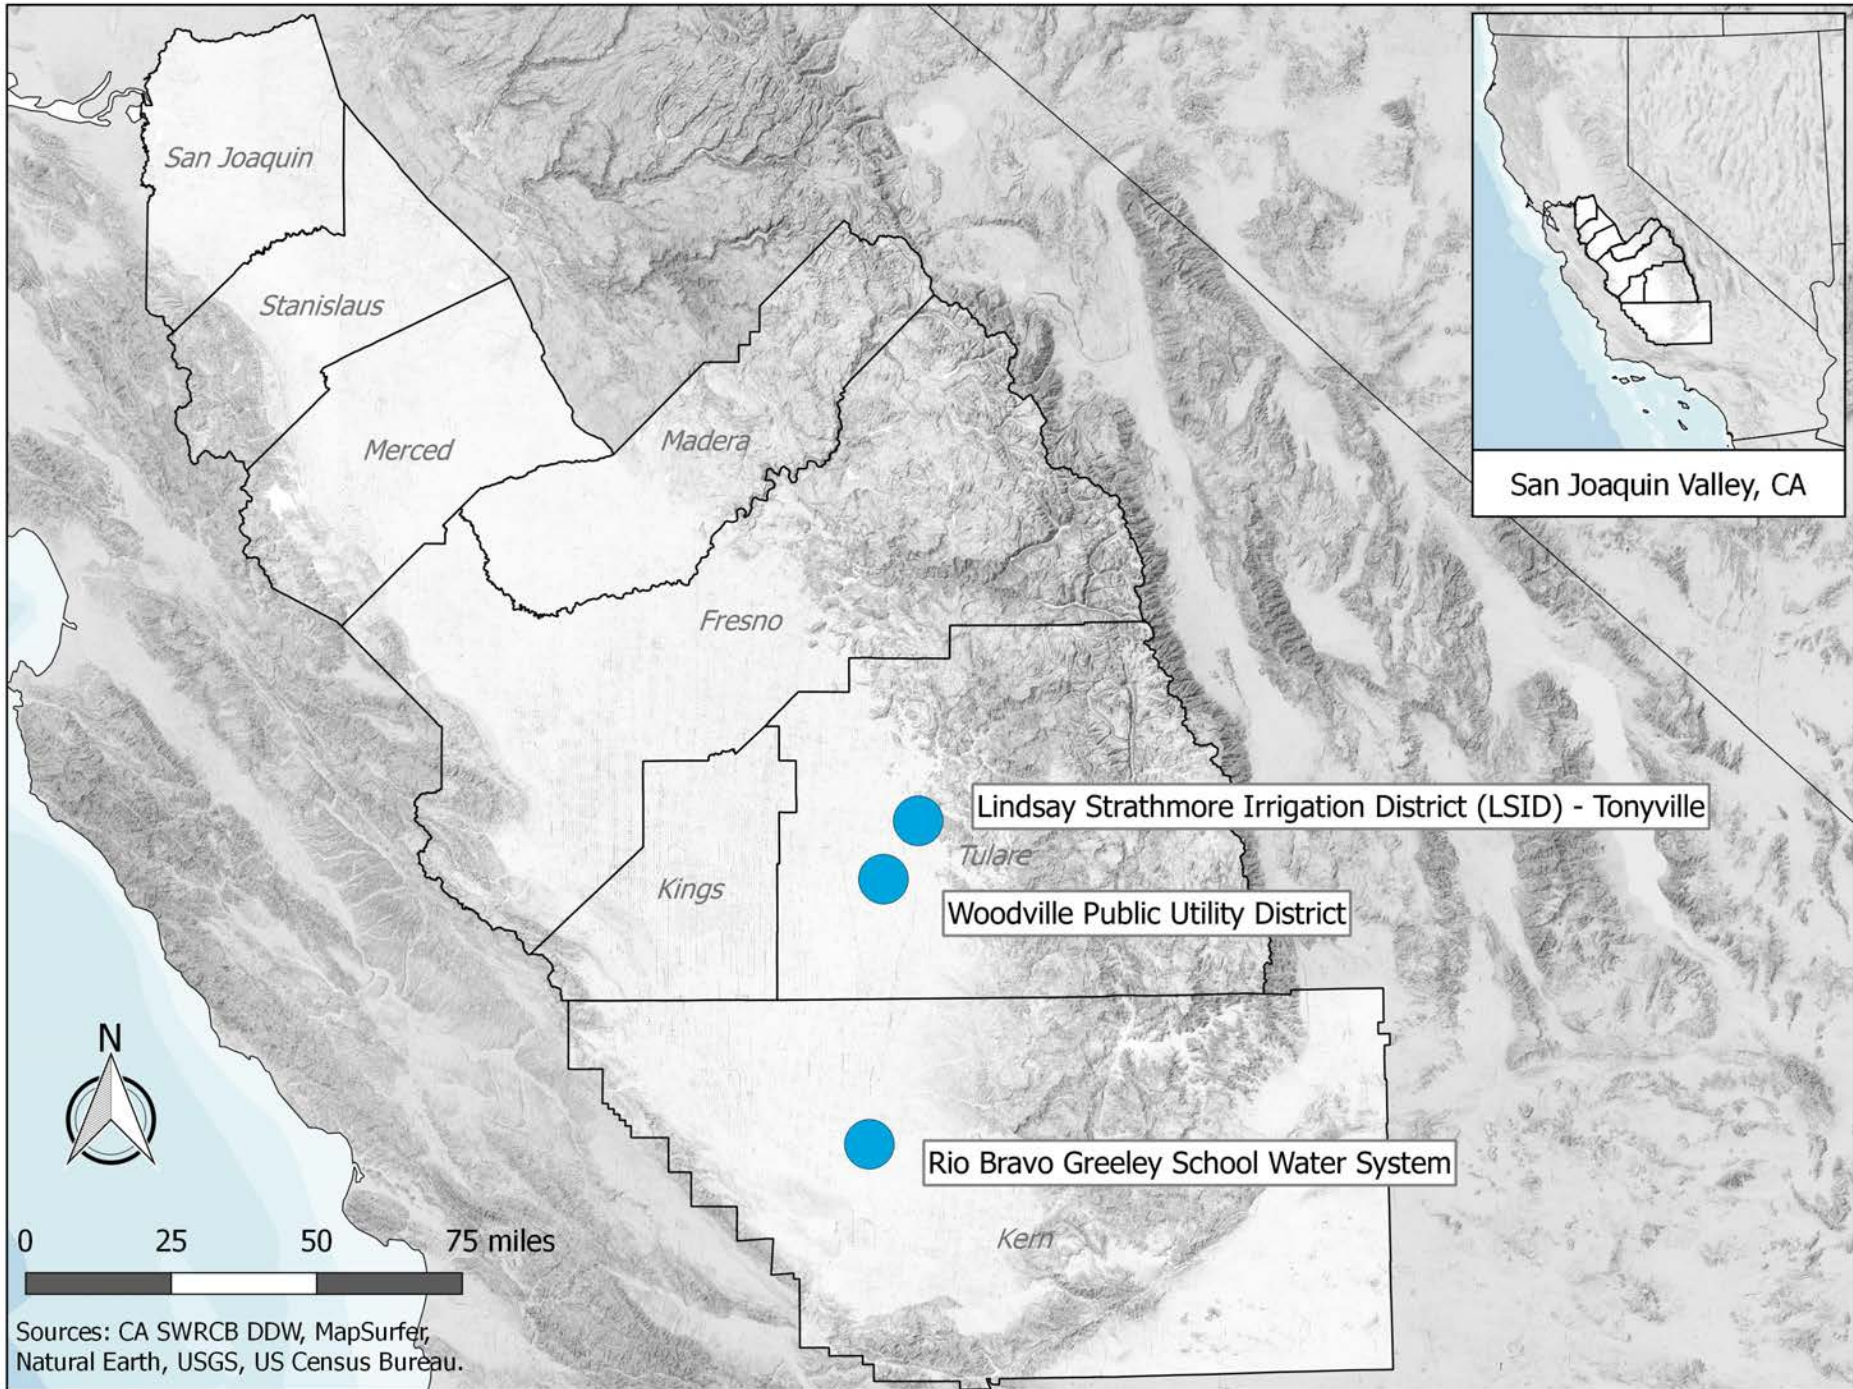 San Joaquin
Stanislaus
Merced
Madera
Fresno
Kings
Tulare
Kern
Lindsay Strathmore Irrigation District (LSID) - Tonyville
Woodville Public Utility District
Rio Bravo Greeley School Water System
San Joaquin Valley, CA
N
0 25 50 75 miles
Sources: CA SWRCB DDW, MapSurfer,
Natural Earth, USGS, US Census Bureau.